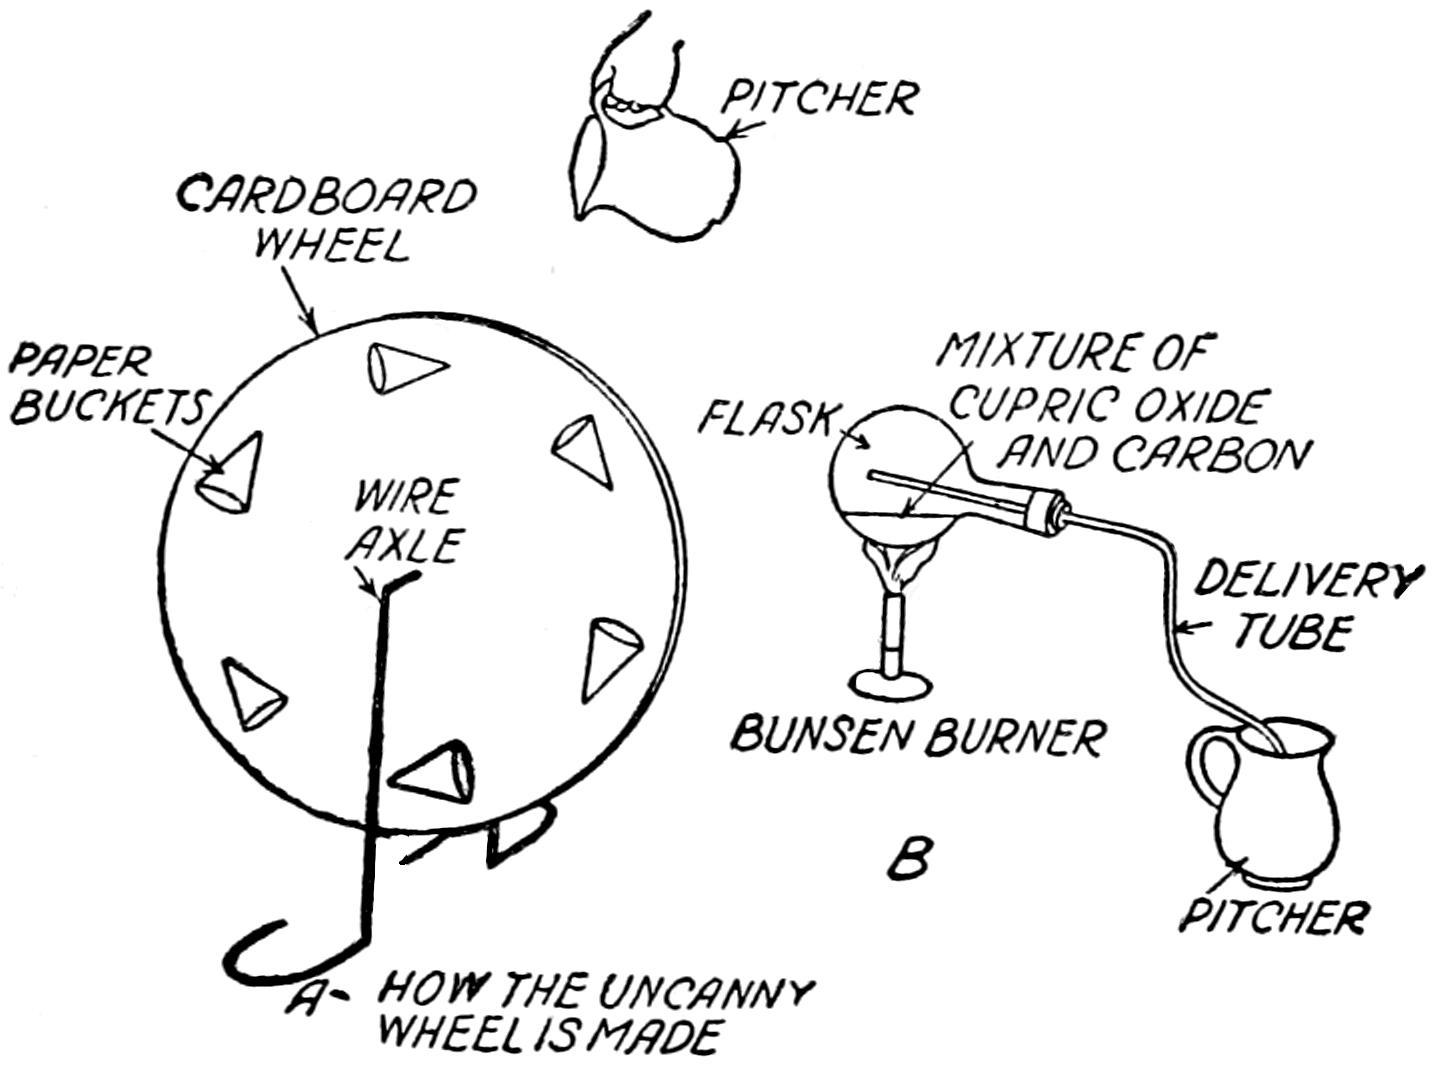 PITCHER
CARDBOARD
WHEEL
PAPER
BUCKETS
WIRE
AXLE
MIXTURE OF
CUPRIC OXIDE
AND CARBON
FLASK
DELIVERY
TUBE
BUNSEN BURNER
B
PITCHER
A- HOW THE UNCANNY
WHEEL IS MADE